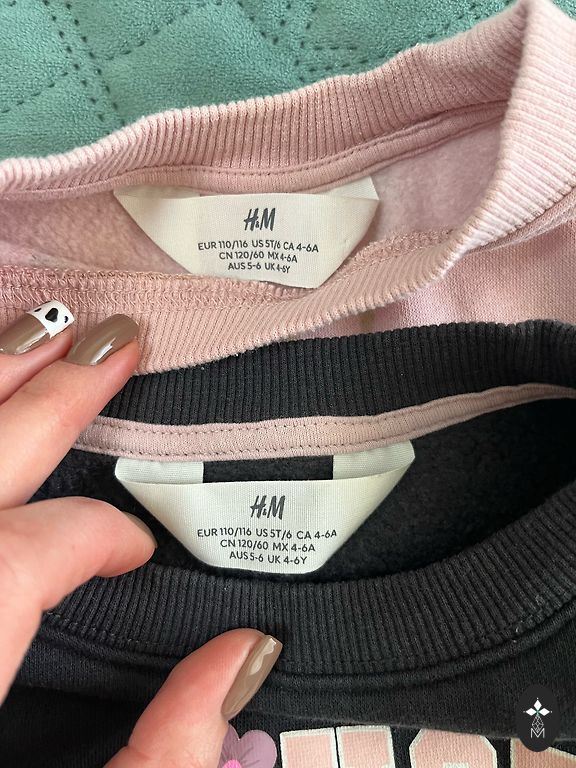 H&M
EUR 110/116 US 5T/6 CA 4-6A
CN 120/60 MX 4-6A
AUS 5-6 UK 4-6Y
H&M
EUR 110/116 US 5T/6 CA 4-6A
CN 120/60 MX 4-6A
AUS 5-6 UK 4-6Y